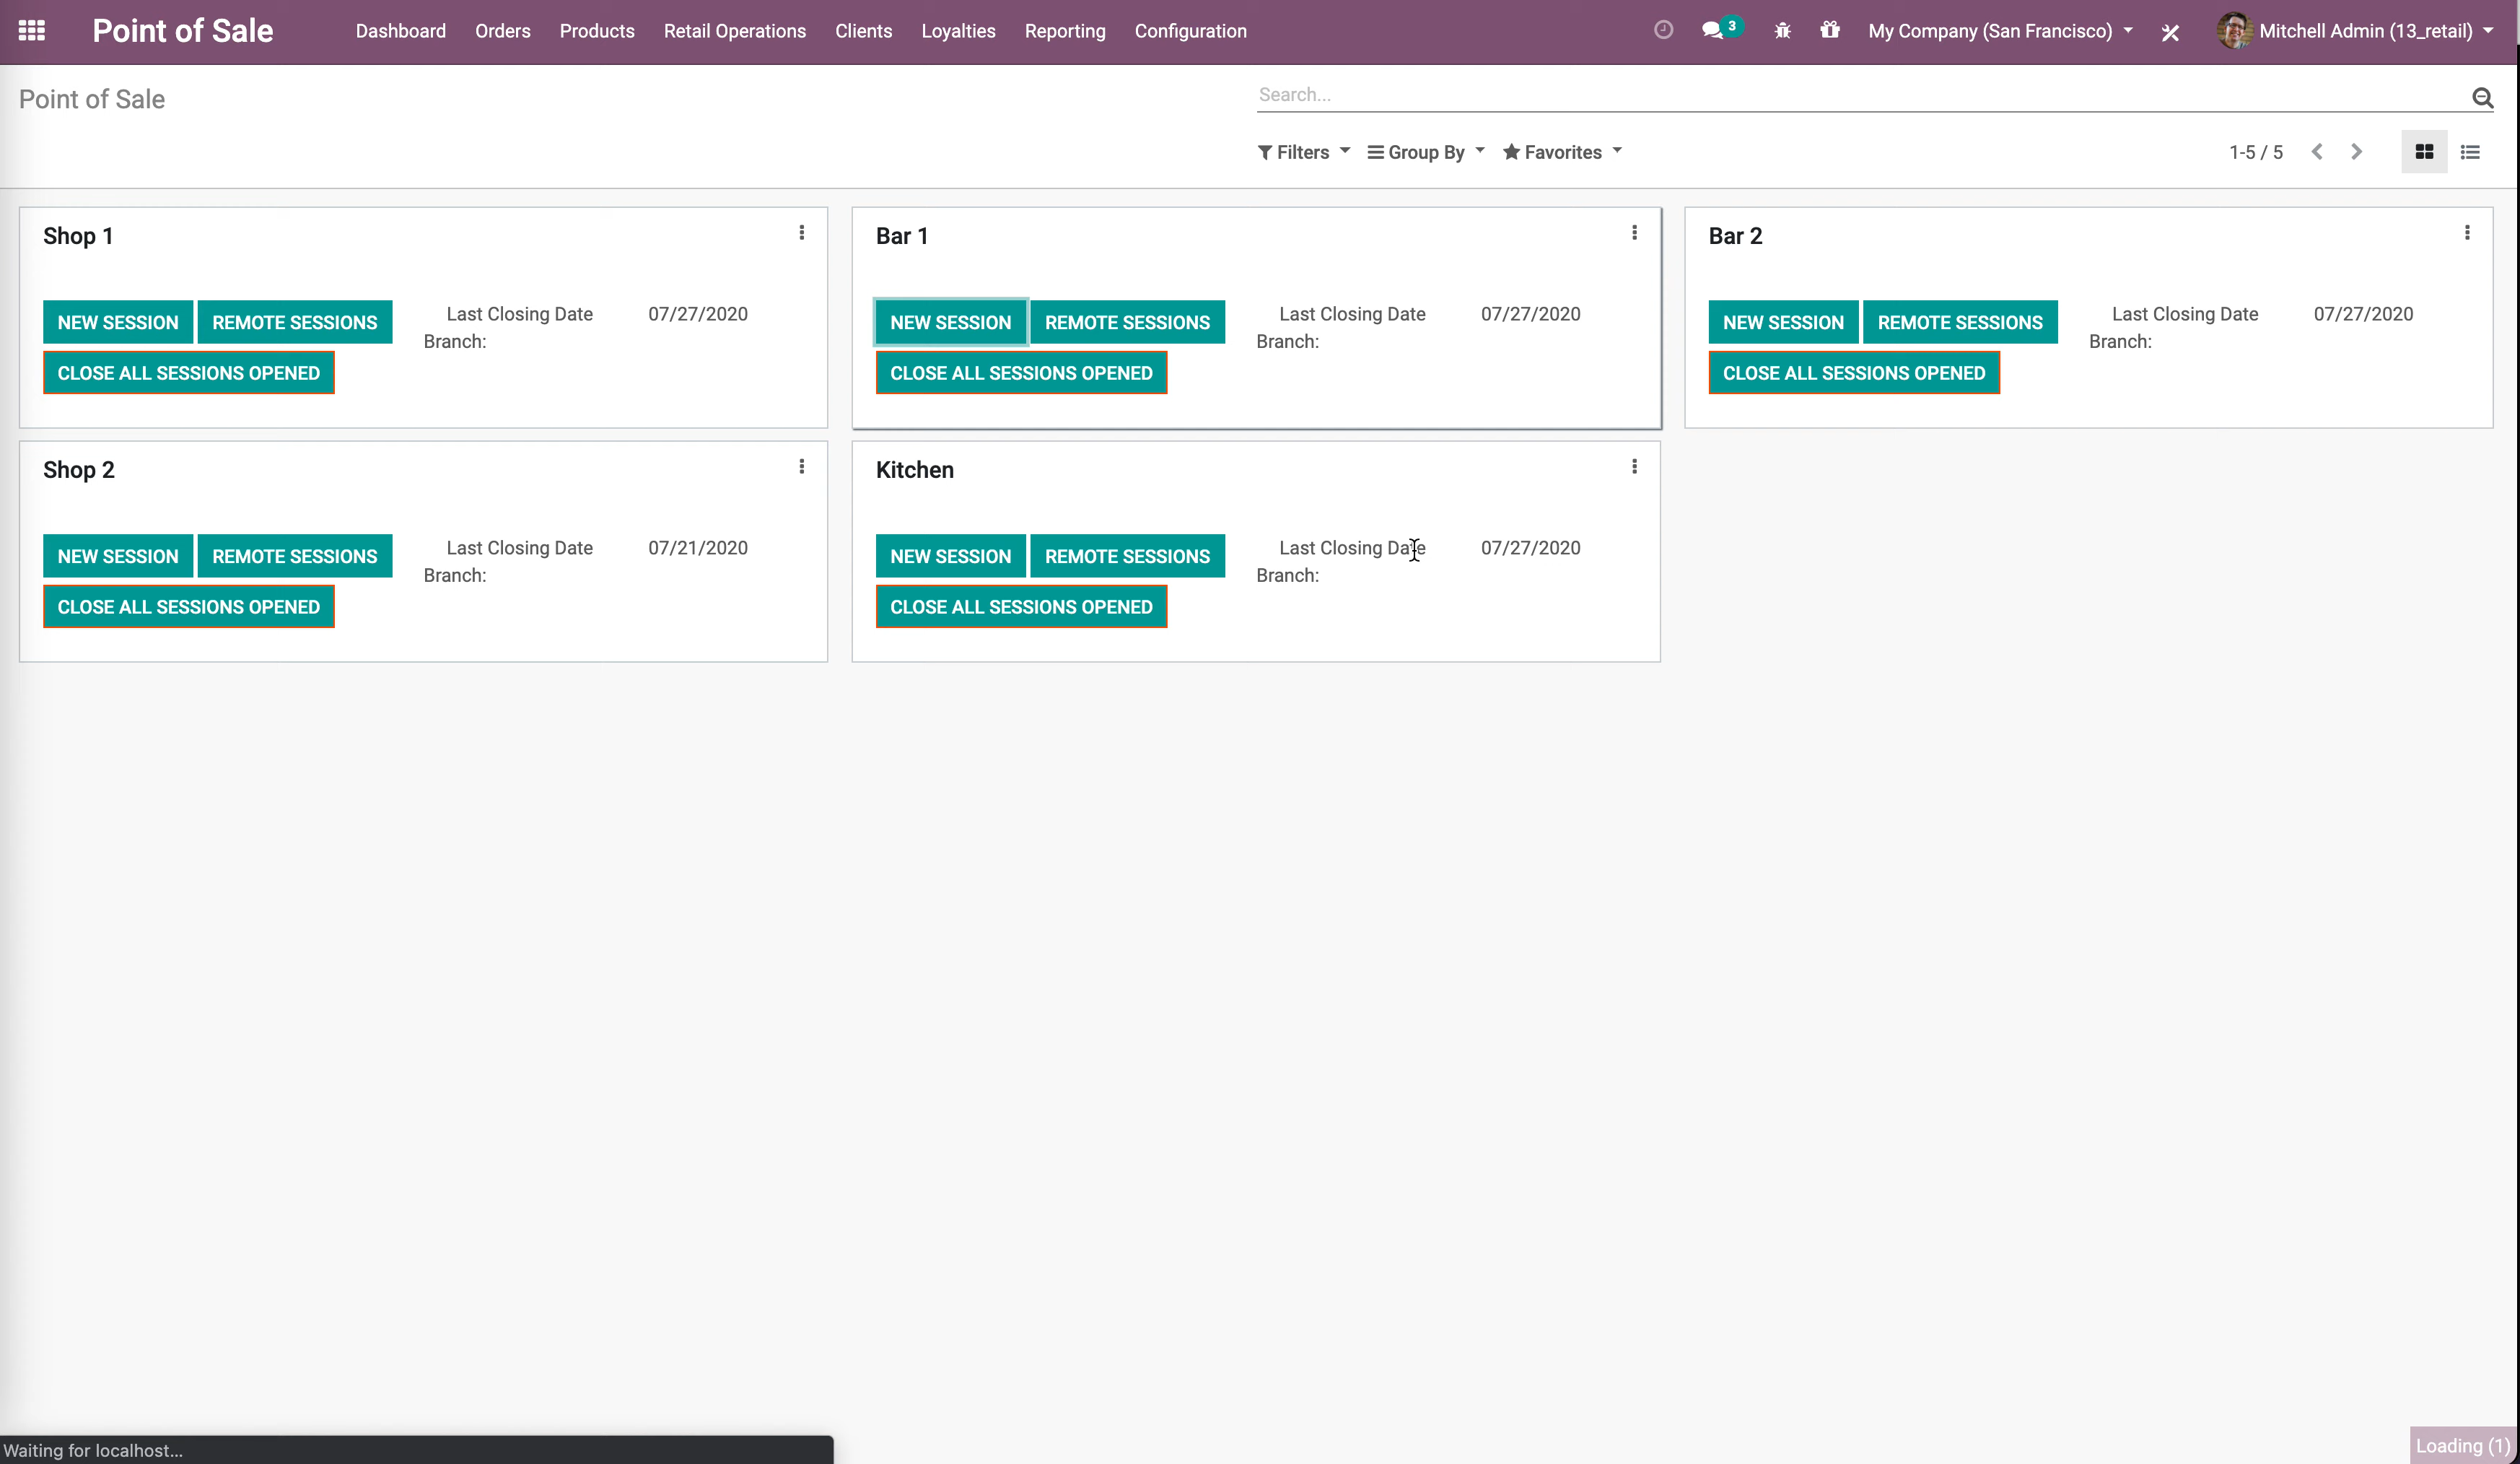 Point of Sale Dashboard Orders Products Retail Operations Clients Loyalties Reporting Configuration 3 My Company (San Francisco) Mitchell Admin (13_retail)
Point of Sale
Search...
Filters Group By Favorites 1-5 / 5
Shop 1
NEW SESSION REMOTE SESSIONS Last Closing Date 07/27/2020
Branch:
CLOSE ALL SESSIONS OPENED
Bar 1
NEW SESSION REMOTE SESSIONS Last Closing Date 07/27/2020
Branch:
CLOSE ALL SESSIONS OPENED
Bar 2
NEW SESSION REMOTE SESSIONS Last Closing Date 07/27/2020
Branch:
CLOSE ALL SESSIONS OPENED
Shop 2
NEW SESSION REMOTE SESSIONS Last Closing Date 07/21/2020
Branch:
CLOSE ALL SESSIONS OPENED
Kitchen
NEW SESSION REMOTE SESSIONS Last Closing Date 07/27/2020
Branch:
CLOSE ALL SESSIONS OPENED
Waiting for localhost...
Loading (1)